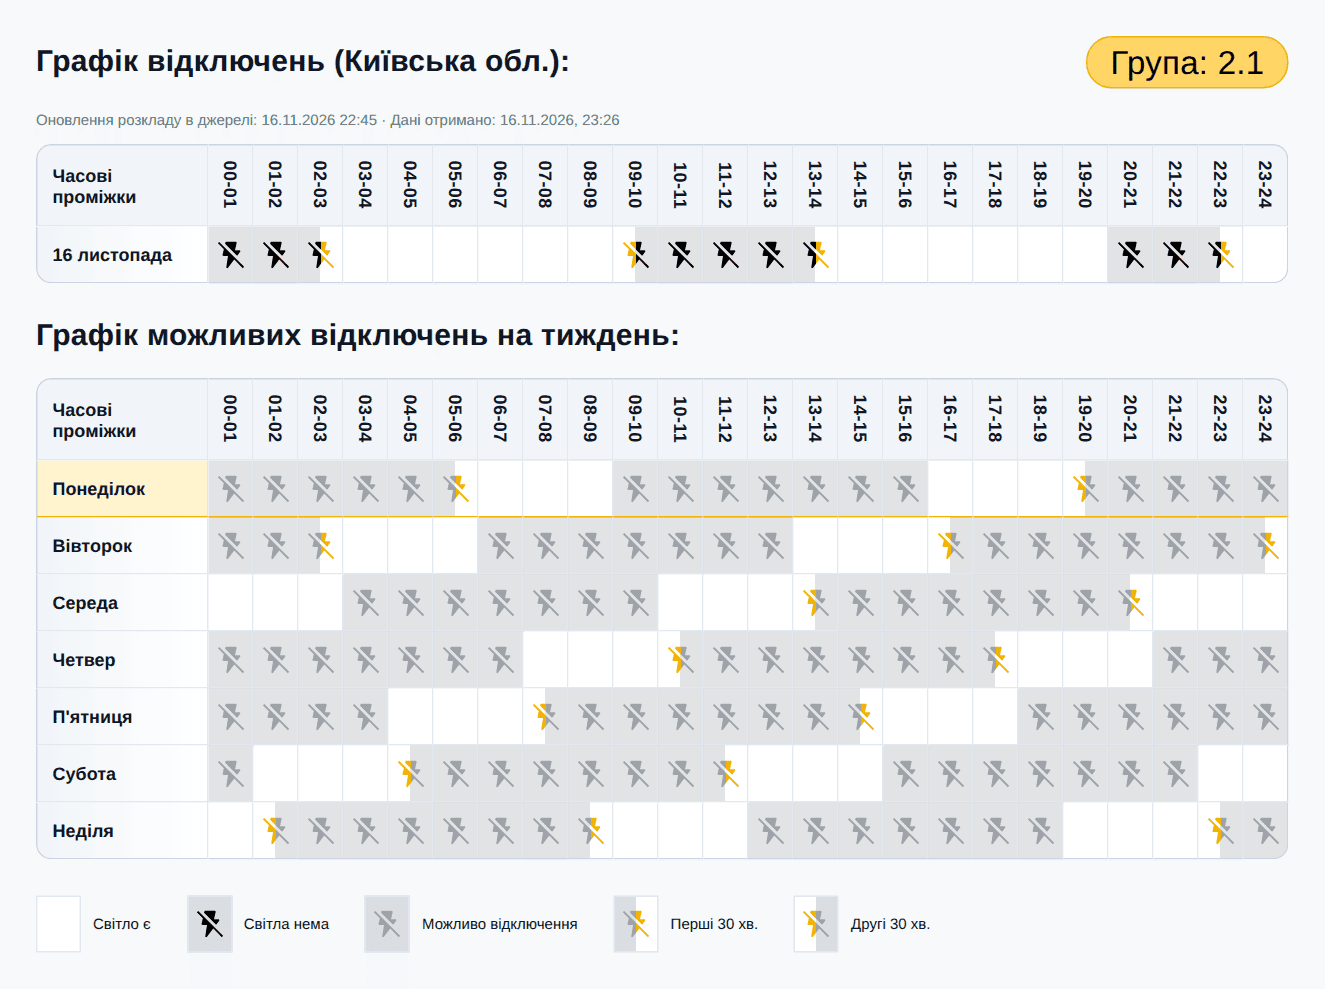 Графік відключень (Київська обл.):
Група: 2.1
Оновлення розкладу в джерелі: 16.11.2026 22:45 · Дані отримано: 16.11.2026, 23:26
Часові проміжки 00-01 01-02 02-03 03-04 04-05 05-06 06-07 07-08 08-09 09-10 10-11 11-12 12-13 13-14 14-15 15-16 16-17 17-18 18-19 19-20 20-21 21-22 22-23 23-24
16 листопада
Графік можливих відключень на тиждень:
Часові проміжки 00-01 01-02 02-03 03-04 04-05 05-06 06-07 07-08 08-09 09-10 10-11 11-12 12-13 13-14 14-15 15-16 16-17 17-18 18-19 19-20 20-21 21-22 22-23 23-24
Понеділок
Вівторок
Середа
Четвер
П'ятниця
Субота
Неділя
Світло є Світла нема Можливо відключення Перші 30 хв. Другі 30 хв.